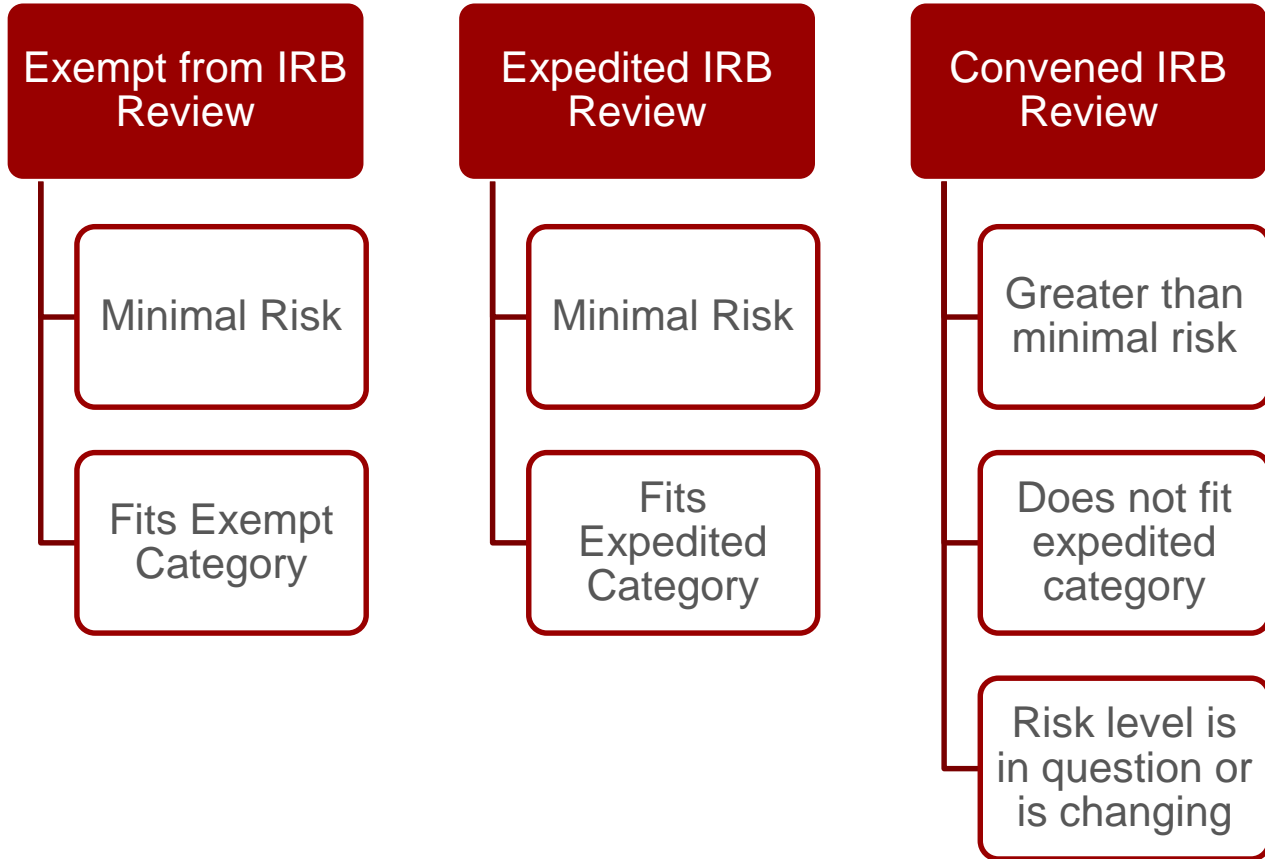 Exempt from IRB
Review
Minimal Risk
Fits Exempt
Category
Expedited IRB
Review
Minimal Risk
Fits
Expedited
Category
Convened IRB
Review
Greater than
minimal risk
Does not fit
expedited
category
Risk level is
in question or
is changing